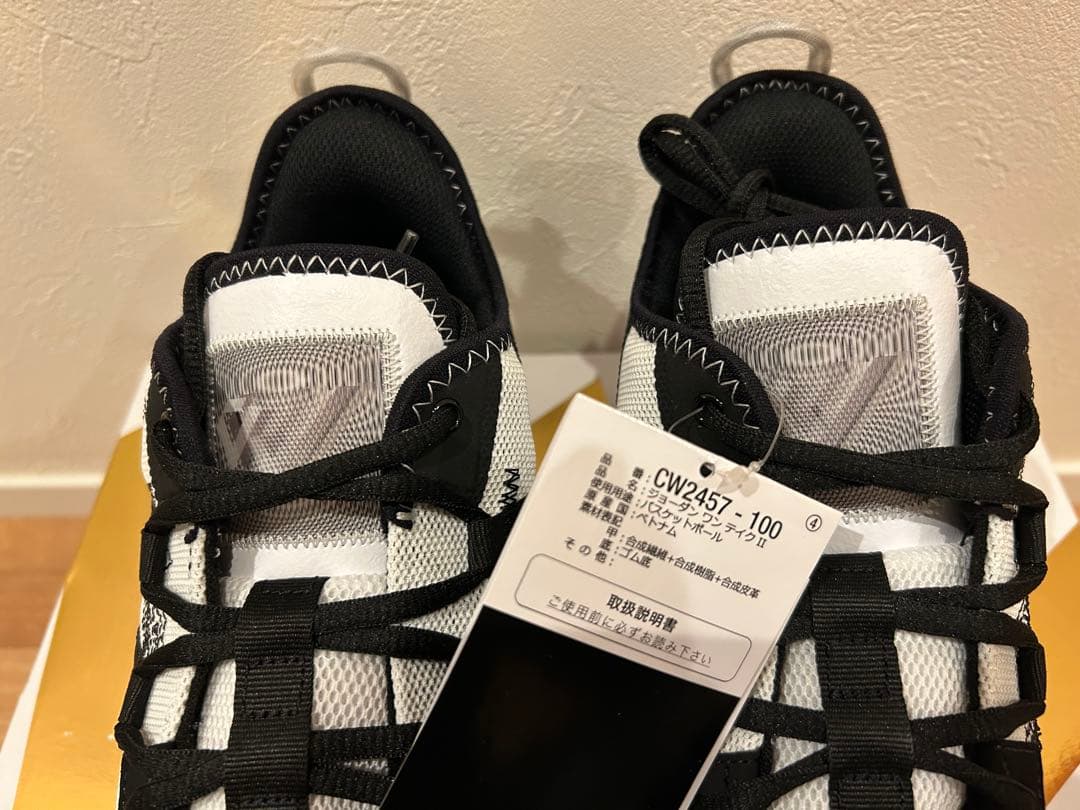 品番 : CW2457-100 ④
品名 : ジョーダンワンテイクII
使用用途 : バスケットボール
原産国 : ベトナム
素材表記
甲 : 合成繊維+合成樹脂+合成皮革
底 : ゴム底
その他 :
取扱説明書
ご使用前に必ずお読み下さい